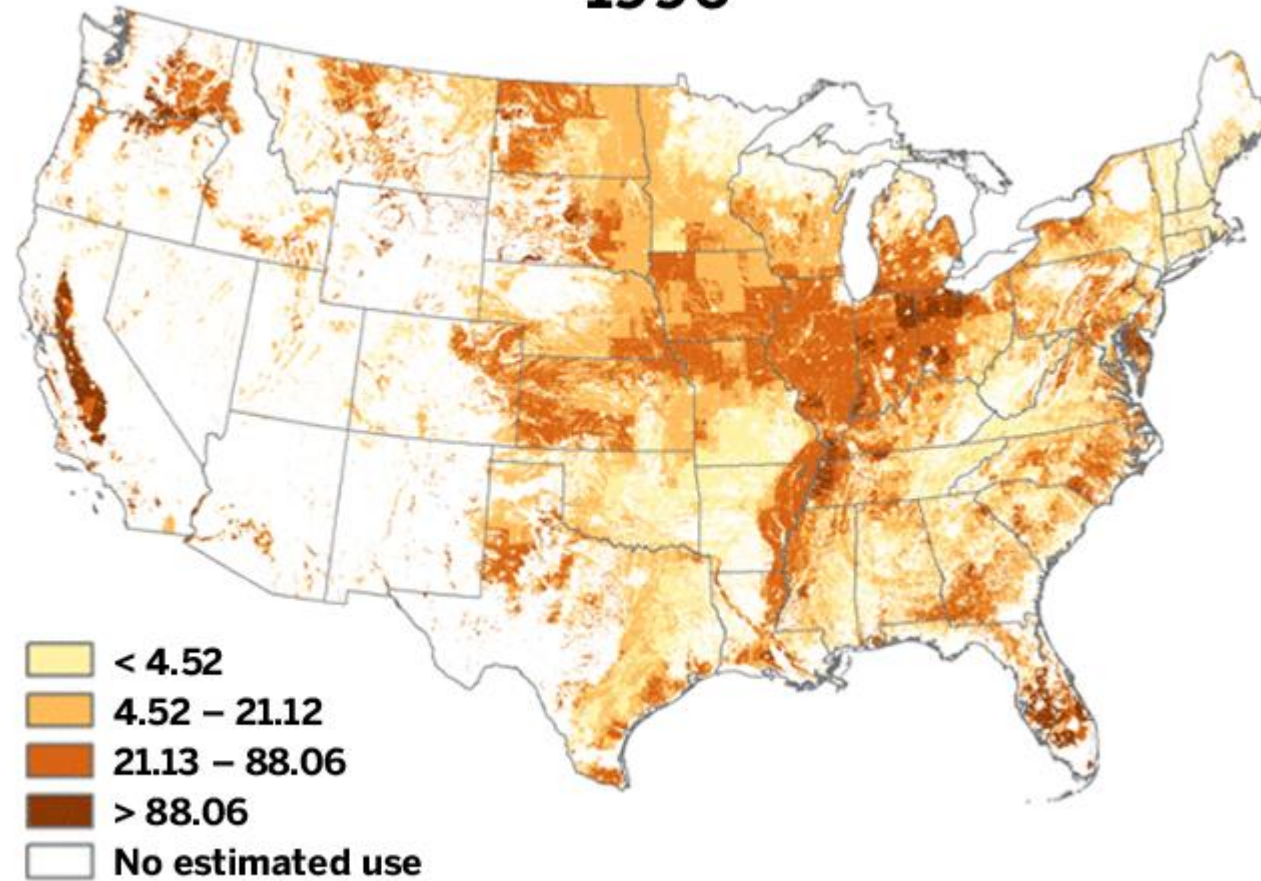 < 4.52
4.52 – 21.12
21.13 – 88.06
> 88.06
No estimated use